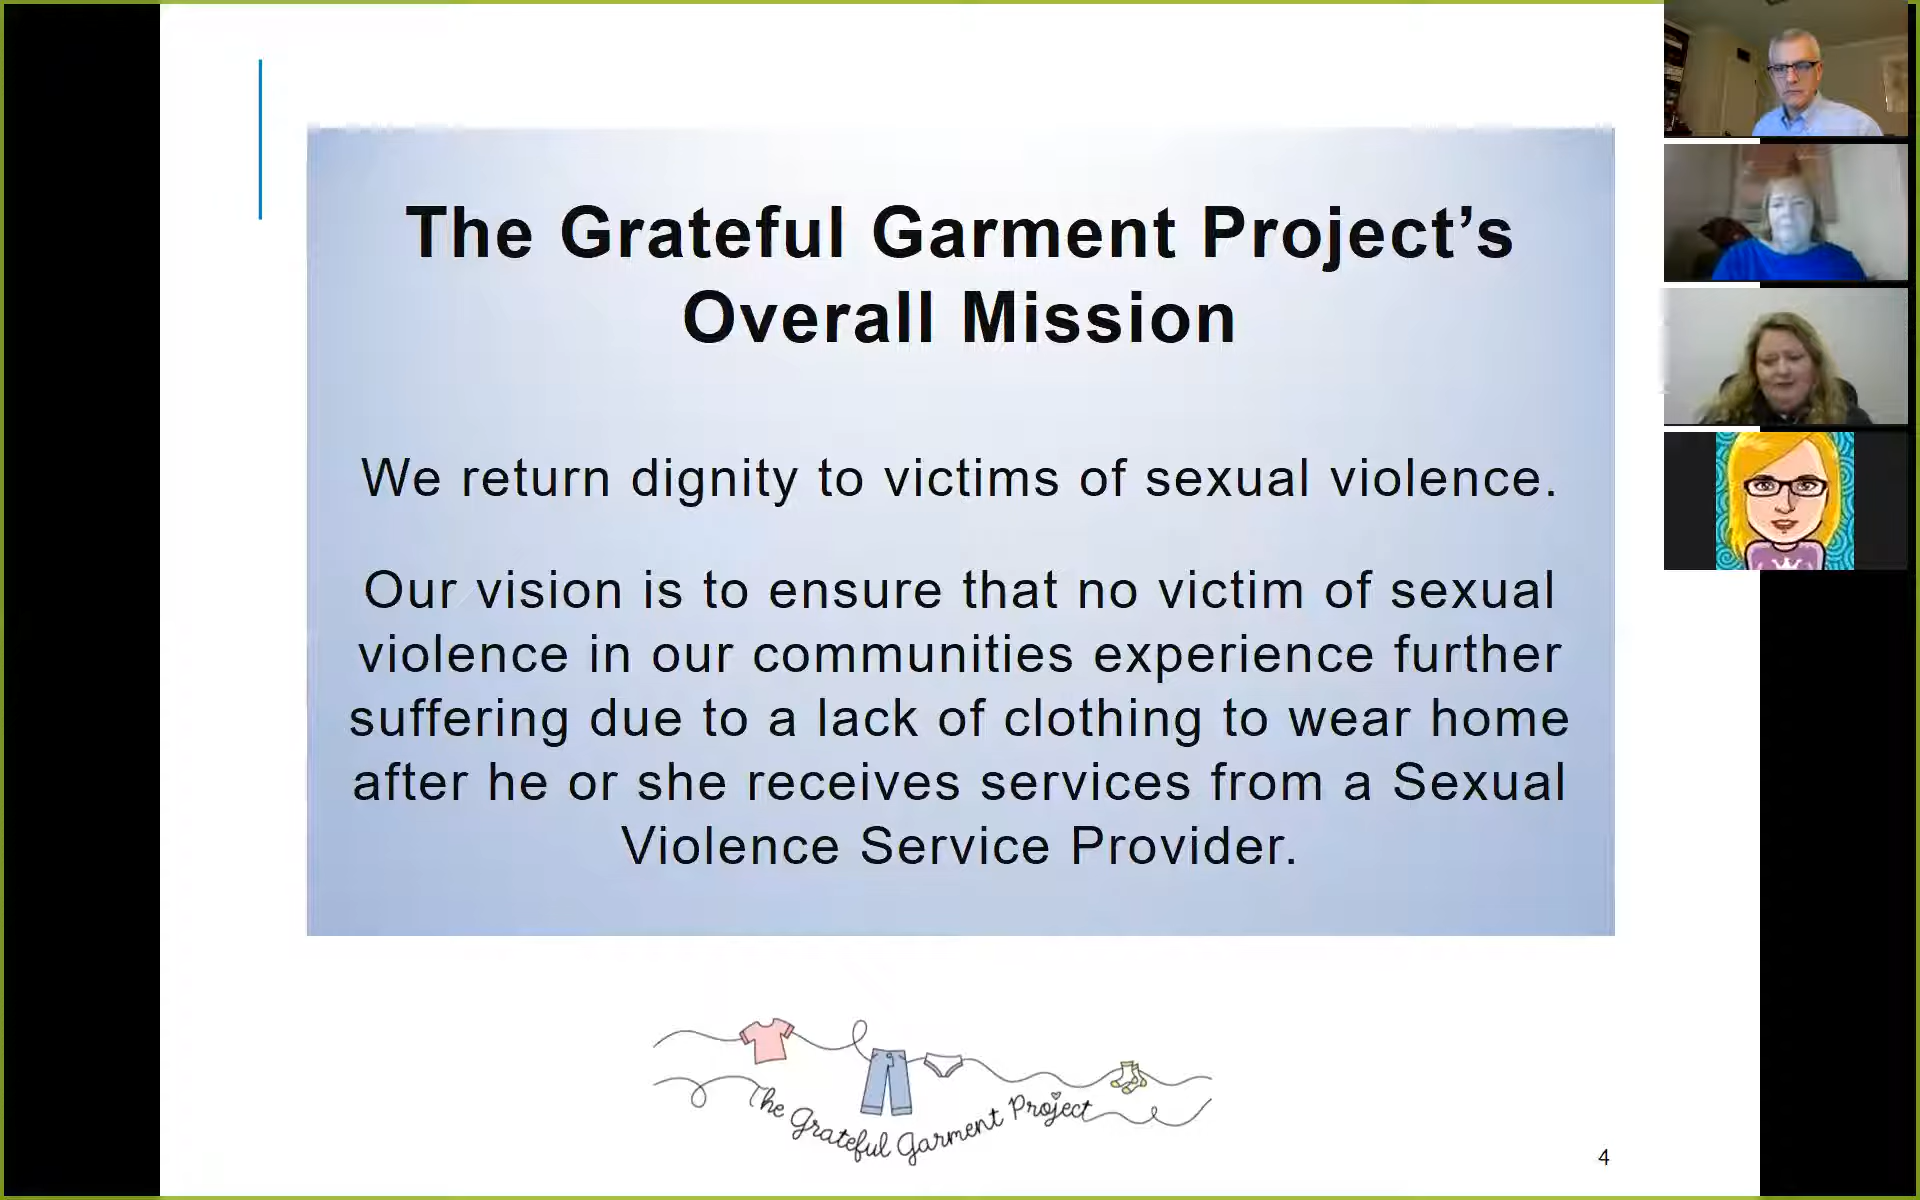 The Grateful Garment Project’s
Overall Mission
We return dignity to victims of sexual violence.
Our vision is to ensure that no victim of sexual
violence in our communities experience further
suffering due to a lack of clothing to wear home
after he or she receives services from a Sexual
Violence Service Provider.
The Grateful Garment Project
4